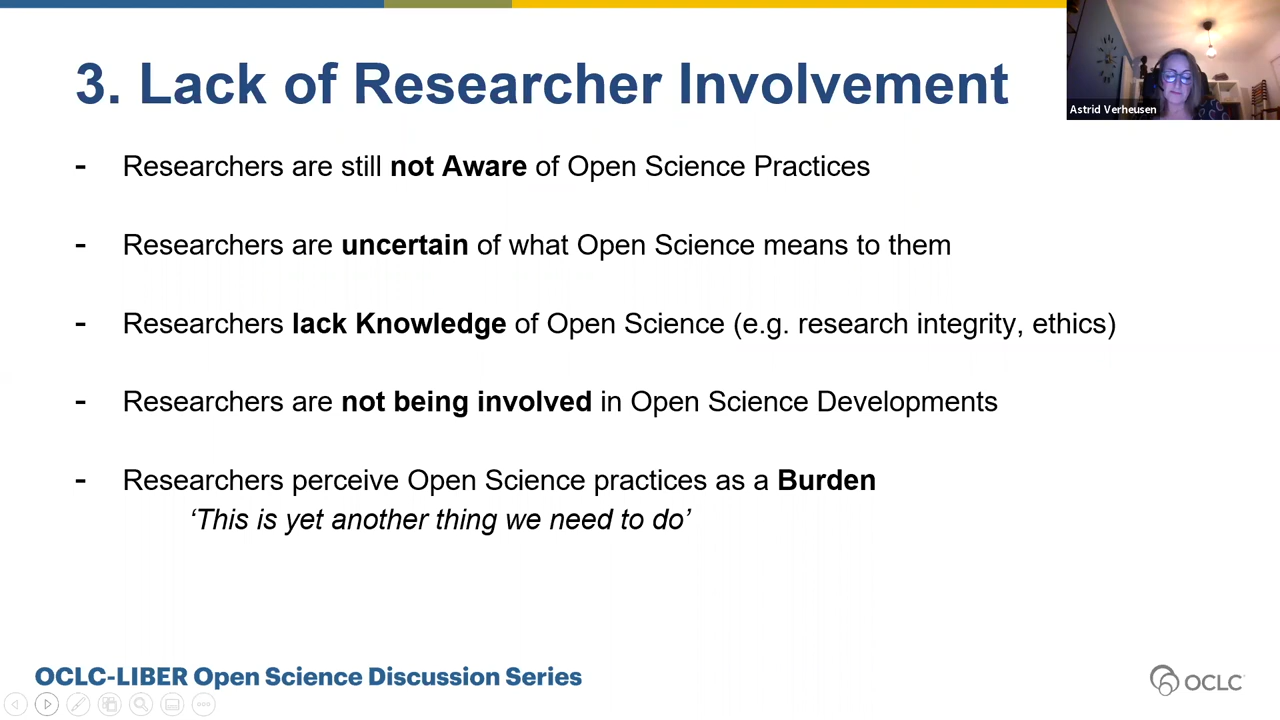 3. Lack of Researcher Involvement
Astrid Verheusen
- Researchers are still not Aware of Open Science Practices
- Researchers are uncertain of what Open Science means to them
- Researchers lack Knowledge of Open Science (e.g. research integrity, ethics)
- Researchers are not being involved in Open Science Developments
- Researchers perceive Open Science practices as a Burden
‘This is yet another thing we need to do’
OCLC-LIBER Open Science Discussion Series
OCLC